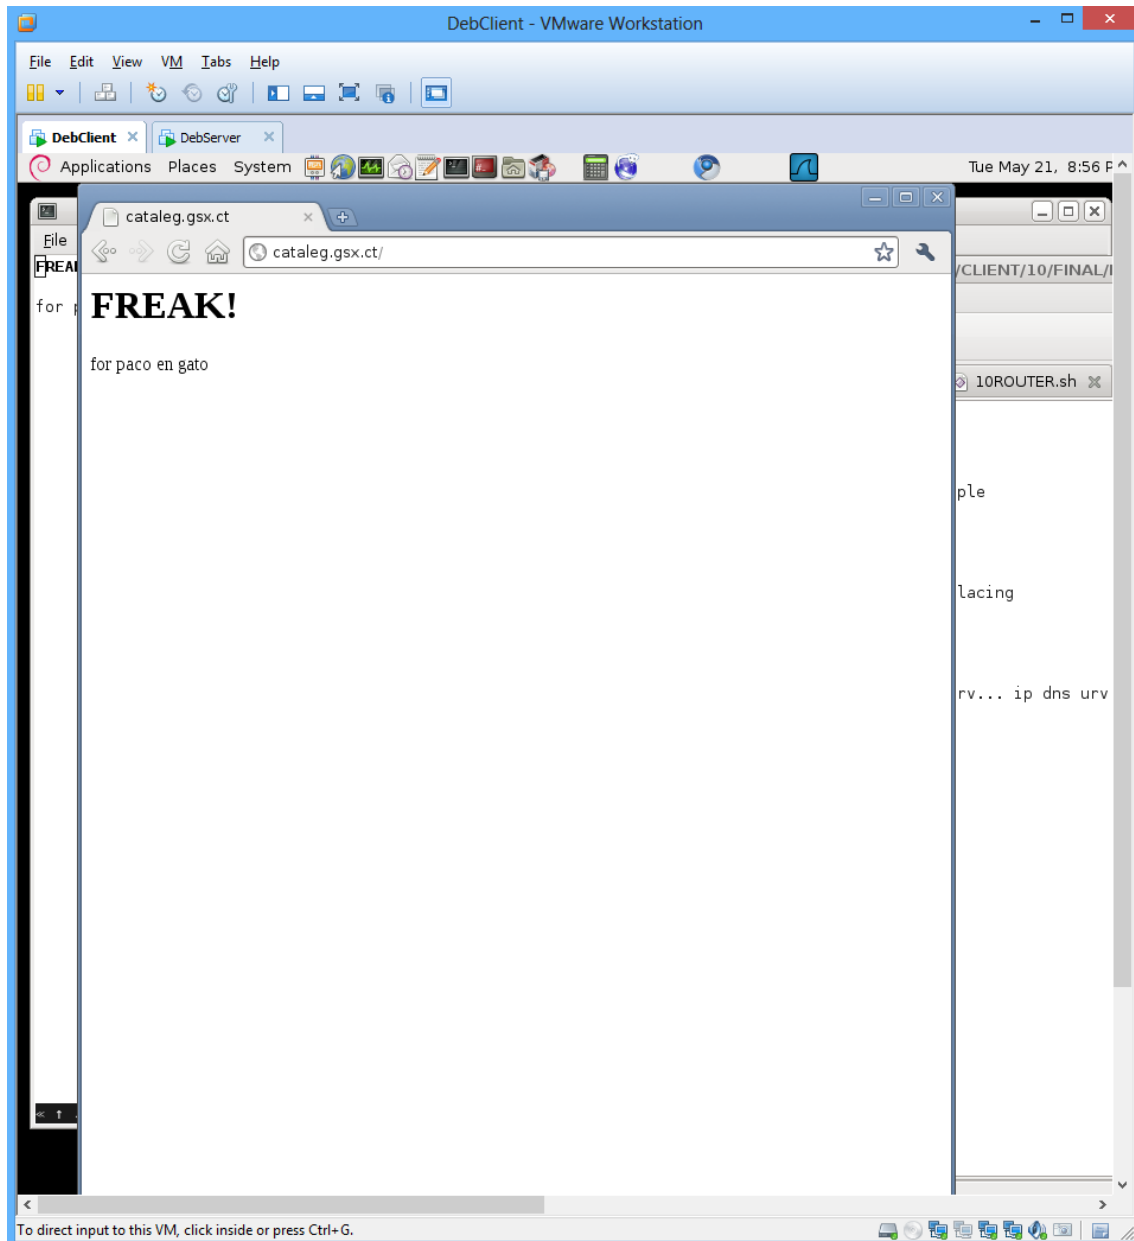 DebClient - VMware Workstation
File Edit View VM Tabs Help
DebClient DebServer
Applications Places System Tue May 21, 8:56 P
cataleg.gsx.ct
File
cataleg.gsx.ct/
FREA
/CLIENT/10/FINAL/
for
FREAK!
for paco en gato
10ROUTER.sh
ple
lacing
rv... ip dns urv
To direct input to this VM, click inside or press Ctrl+G.